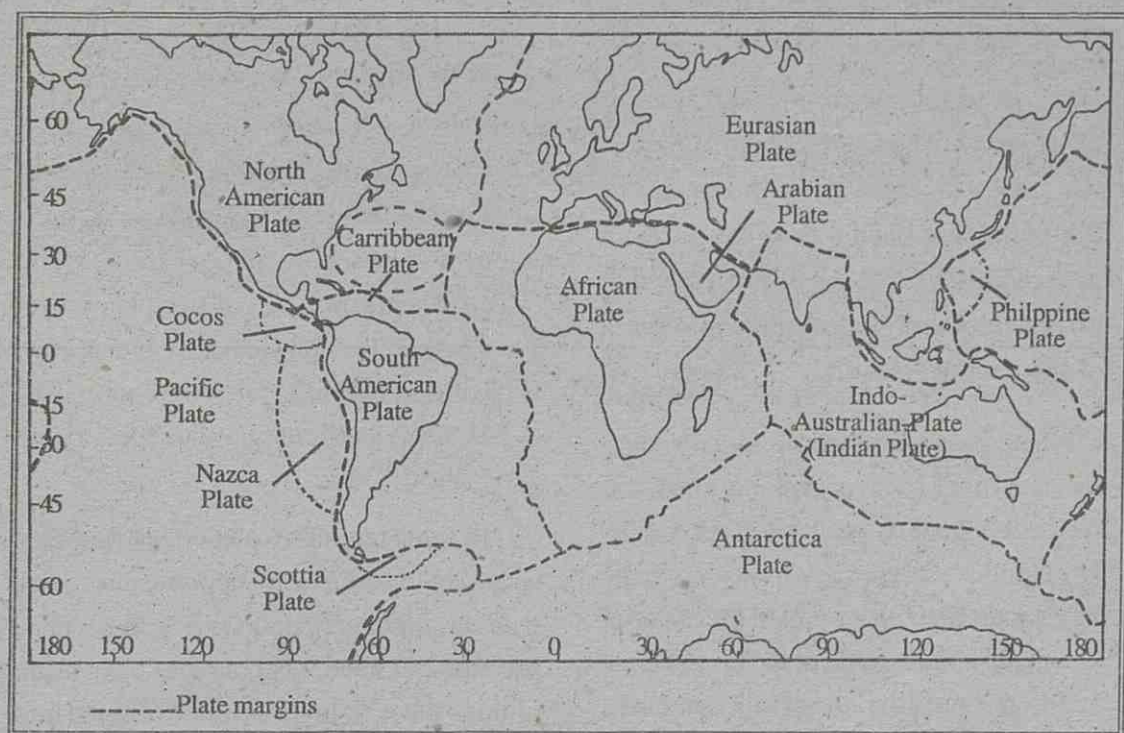 60
45
30
15
0
15
30
45
60
North
American
Plate
Eurasian
Plate
Arabian
Plate
Carribbean
Plate
African
Plate
Cocos
Plate
Philppine
Plate
South
American
Plate
Pacific
Plate
Indo-
Australian-Plate
(Indian Plate)
Nazca
Plate
Antarctica
Plate
Scottia
Plate
180 150 120 90 60 30 0 30 60 90 120 150 180
Plate margins